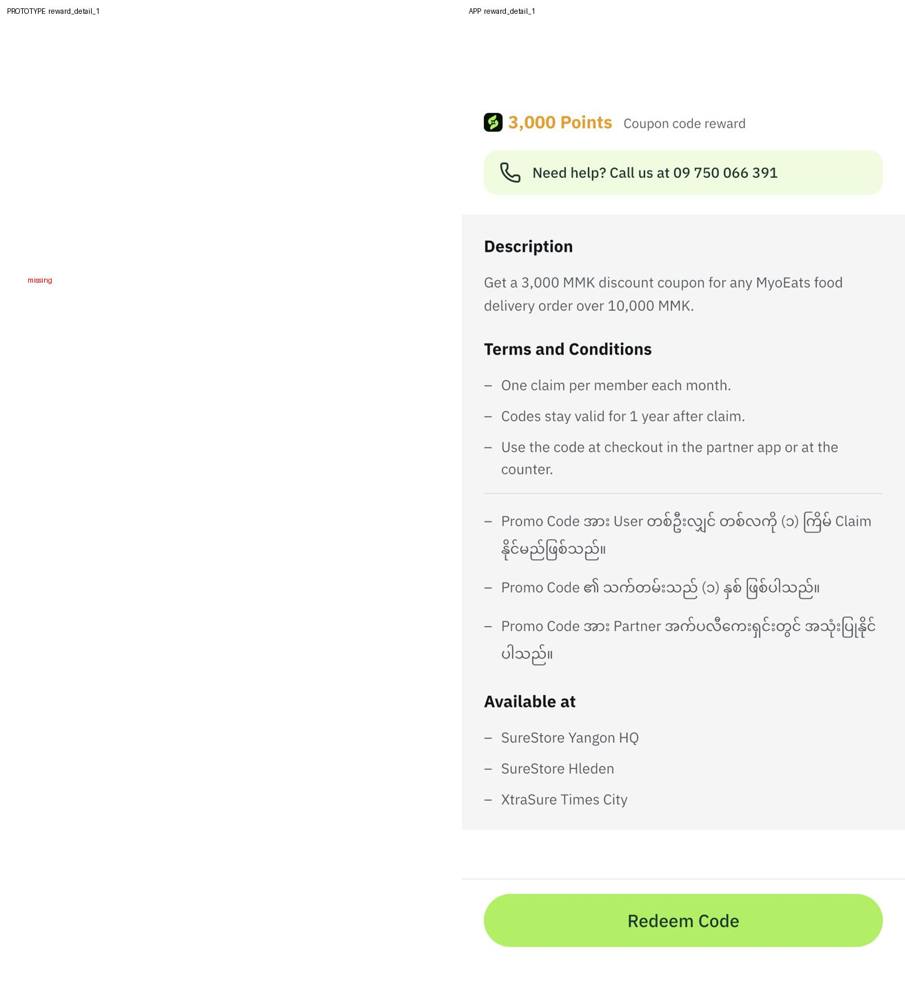 PROTOTYPE reward_detail_1
APP reward_detail_1
missing
3,000 Points Coupon code reward
Need help? Call us at 09 750 066 391
Description
Get a 3,000 MMK discount coupon for any MyoEats food
delivery order over 10,000 MMK.
Terms and Conditions
– One claim per member each month.
– Codes stay valid for 1 year after claim.
– Use the code at checkout in the partner app or at the
counter.
– Promo Code အား User တစ်ဦးလျှင် တစ်လကို (၁) ကြိမ် Claim
နိုင်မည်ဖြစ်သည်။
– Promo Code ၏ သက်တမ်းသည် (၁) နှစ် ဖြစ်ပါသည်။
– Promo Code အား Partner အက်ပလီကေးရှင်းတွင် အသုံးပြုနိုင်
ပါသည်။
Available at
– SureStore Yangon HQ
– SureStore Hleden
– XtraSure Times City
Redeem Code